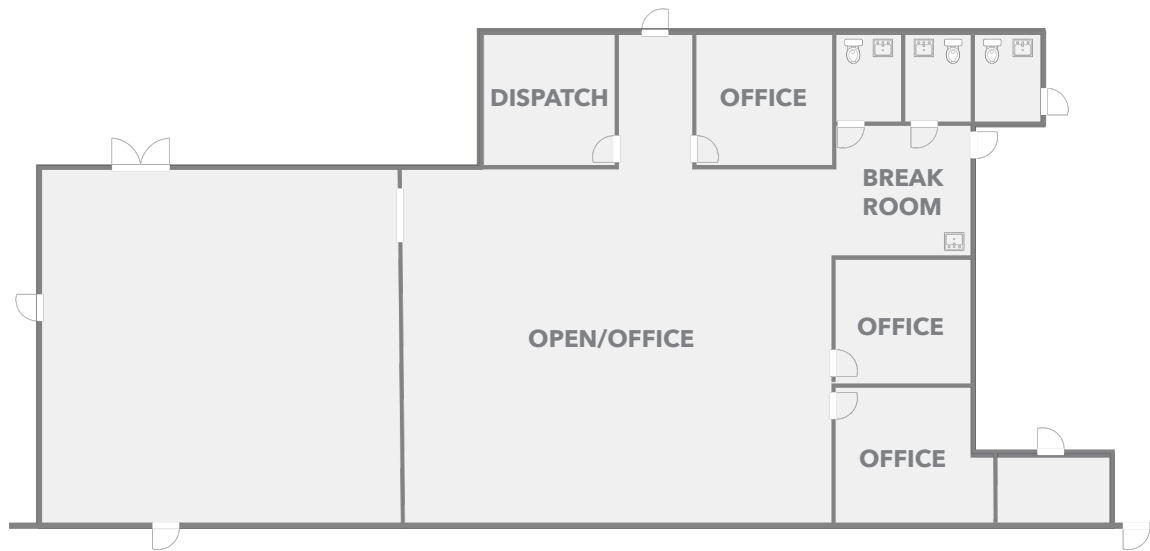 DISPATCH
OFFICE
BREAK
ROOM
OPEN/OFFICE
OFFICE
OFFICE